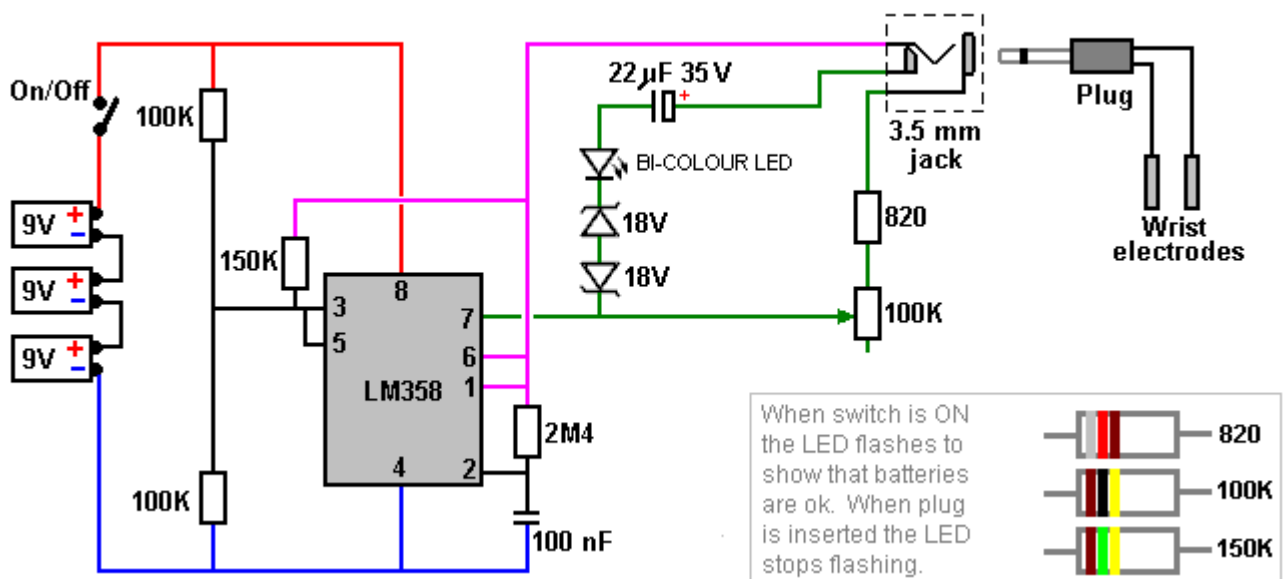 On/Off
100K
22 µF 35V
+
Plug
3.5 mm
jack
BI-COLOUR LED
9V + −
150K
18V
820
Wrist
electrodes
9V + −
18V
3
8
7
100K
5
6
9V + −
LM358
1
2M4
4
2
100K
100 nF
When switch is ON
the LED flashes to
show that batteries
are ok. When plug
is inserted the LED
stops flashing.
820
100K
150K